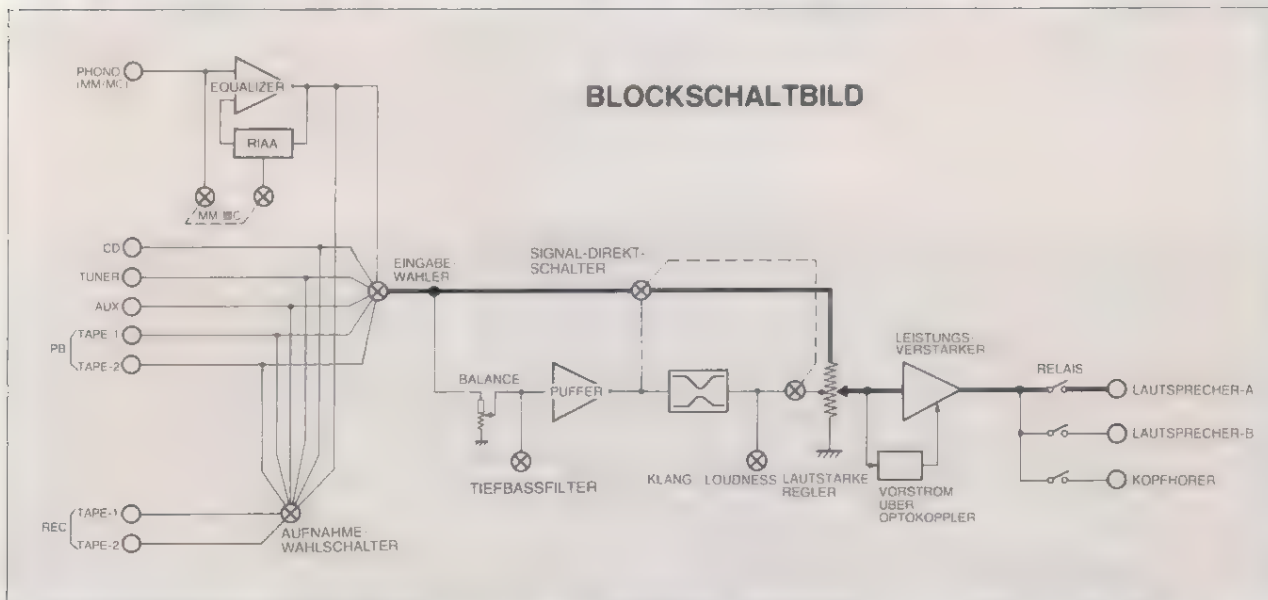 BLOCKSCHALTBILD
PHONO
(MM-MC)
EQUALIZER
RIAA
MM MC
CD
TUNER
AUX
PB
TAPE-1
TAPE-2
EINGABE-
WAHLER
SIGNAL-DIREKT-
SCHALTER
BALANCE
PUFFER
TIEFBASSFILTER
KLANG
LOUDNESS
LAUTSTARKE
REGLER
LEISTUNGS-
VERSTARKER
VORSTROM
UBER
OPTOKOPPLER
RELAIS
LAUTSPRECHER-A
LAUTSPRECHER-B
KOPFHORER
REC
TAPE-1
TAPE-2
AUFNAHME-
WAHLSCHALTER